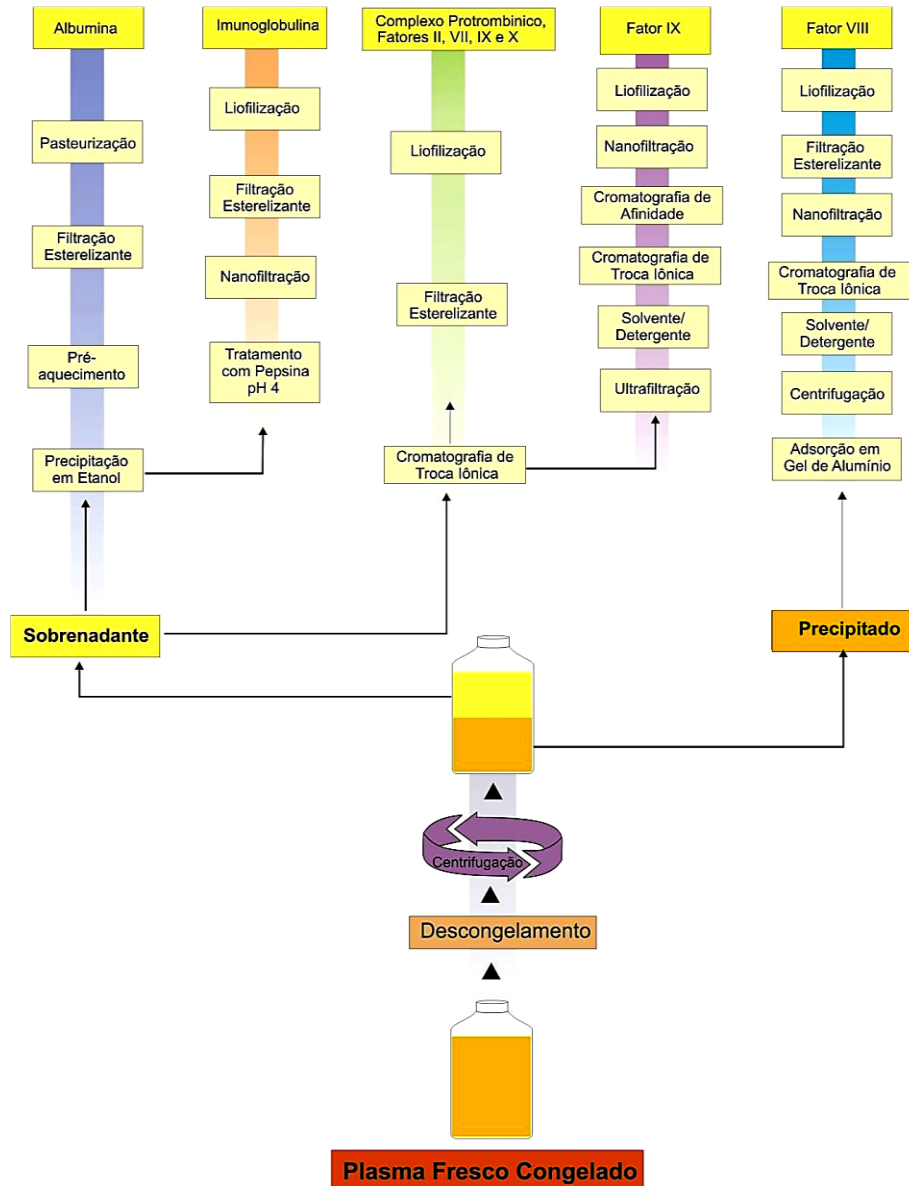 Albumina
Imunoglobulina
Complexo Protrombinico,
Fatores II, VII, IX e X
Fator IX
Fator VIII
Pasteurização
Filtração
Esterelizante
Pré-
aquecimento
Precipitação
em Etanol
Liofilização
Filtração
Esterelizante
Nanofiltração
Tratamento
com Pepsina
pH 4
Liofilização
Filtração
Esterelizante
Cromatografia de
Troca Iônica
Liofilização
Nanofiltração
Cromatografia de
Afinidade
Cromatografia de
Troca Iônica
Solvente/
Detergente
Ultrafiltração
Liofilização
Filtração
Esterelizante
Nanofiltração
Cromatografia de
Troca Iônica
Solvente/
Detergente
Centrifugação
Adsorção em
Gel de Alumínio
Sobrenadante
Precipitado
Centrifugação
Descongelamento
Plasma Fresco Congelado